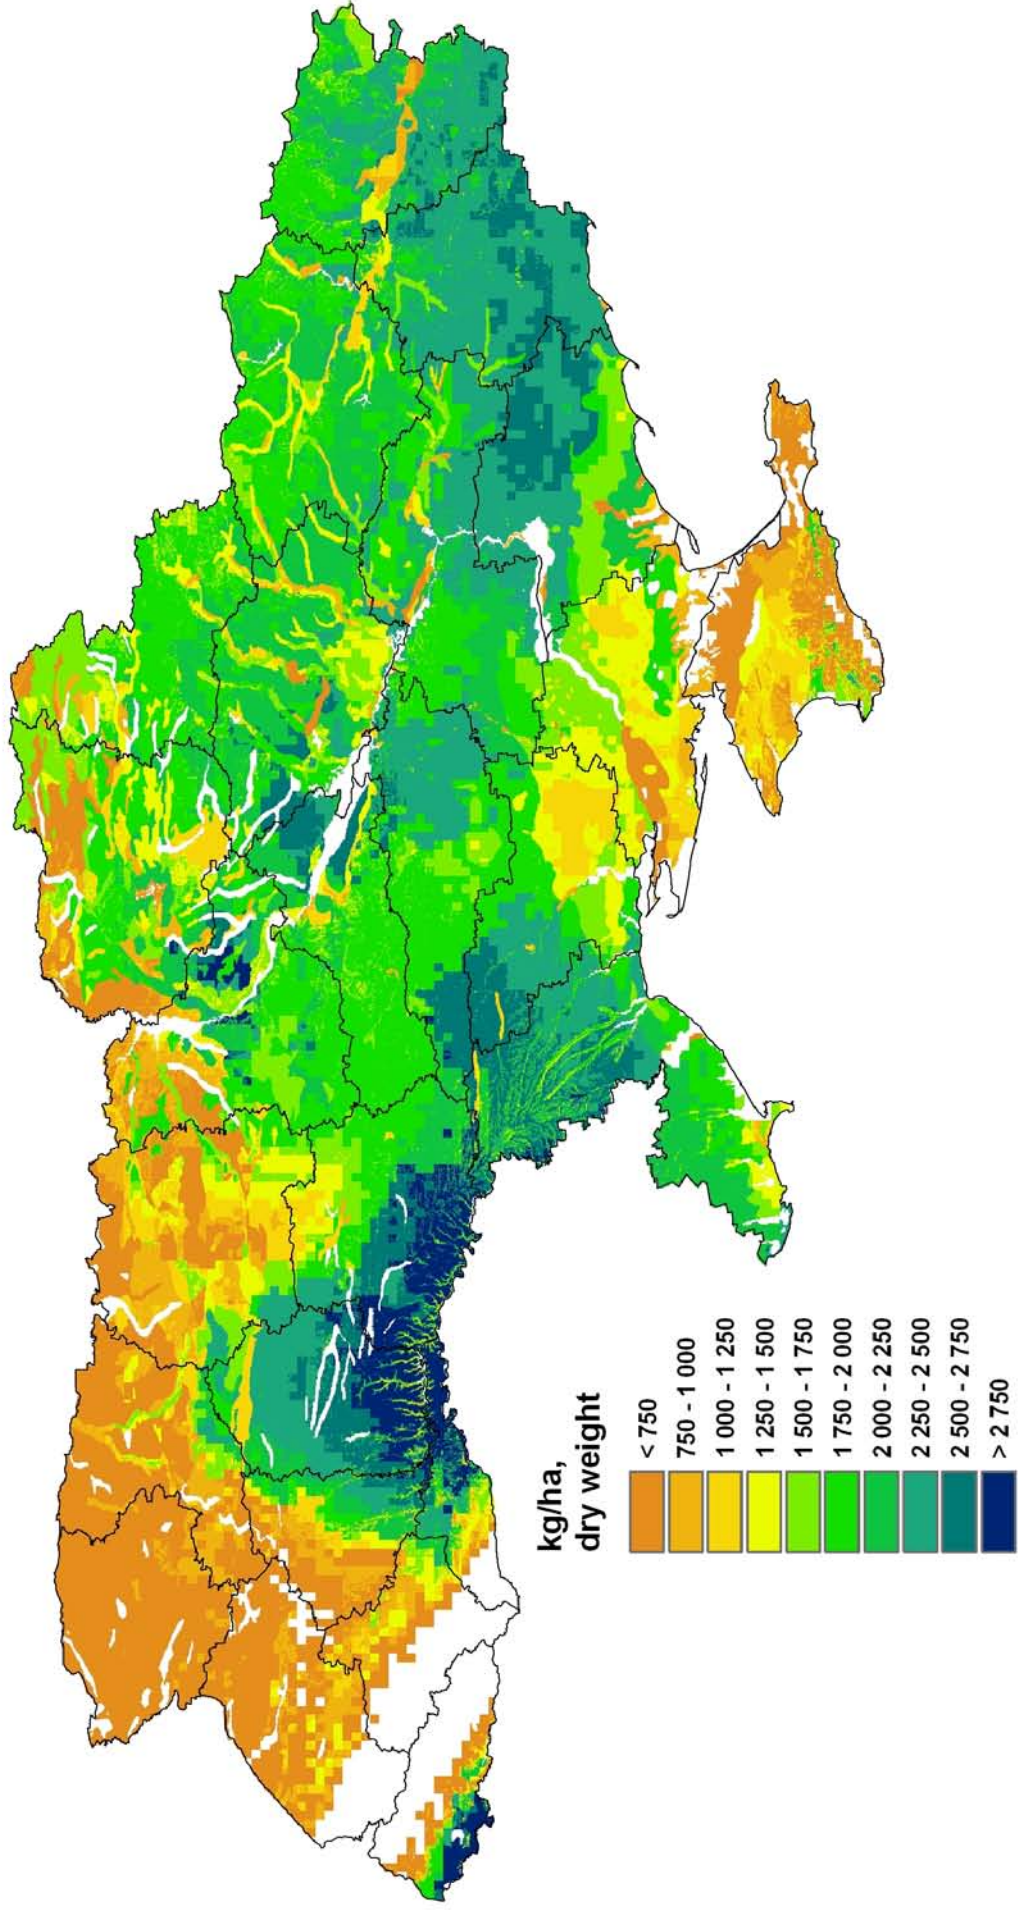 kg/ha,
dry weight
< 750
750 - 1 000
1 000 - 1 250
1 250 - 1 500
1 500 - 1 750
1 750 - 2 000
2 000 - 2 250
2 250 - 2 500
2 500 - 2 750
> 2 750